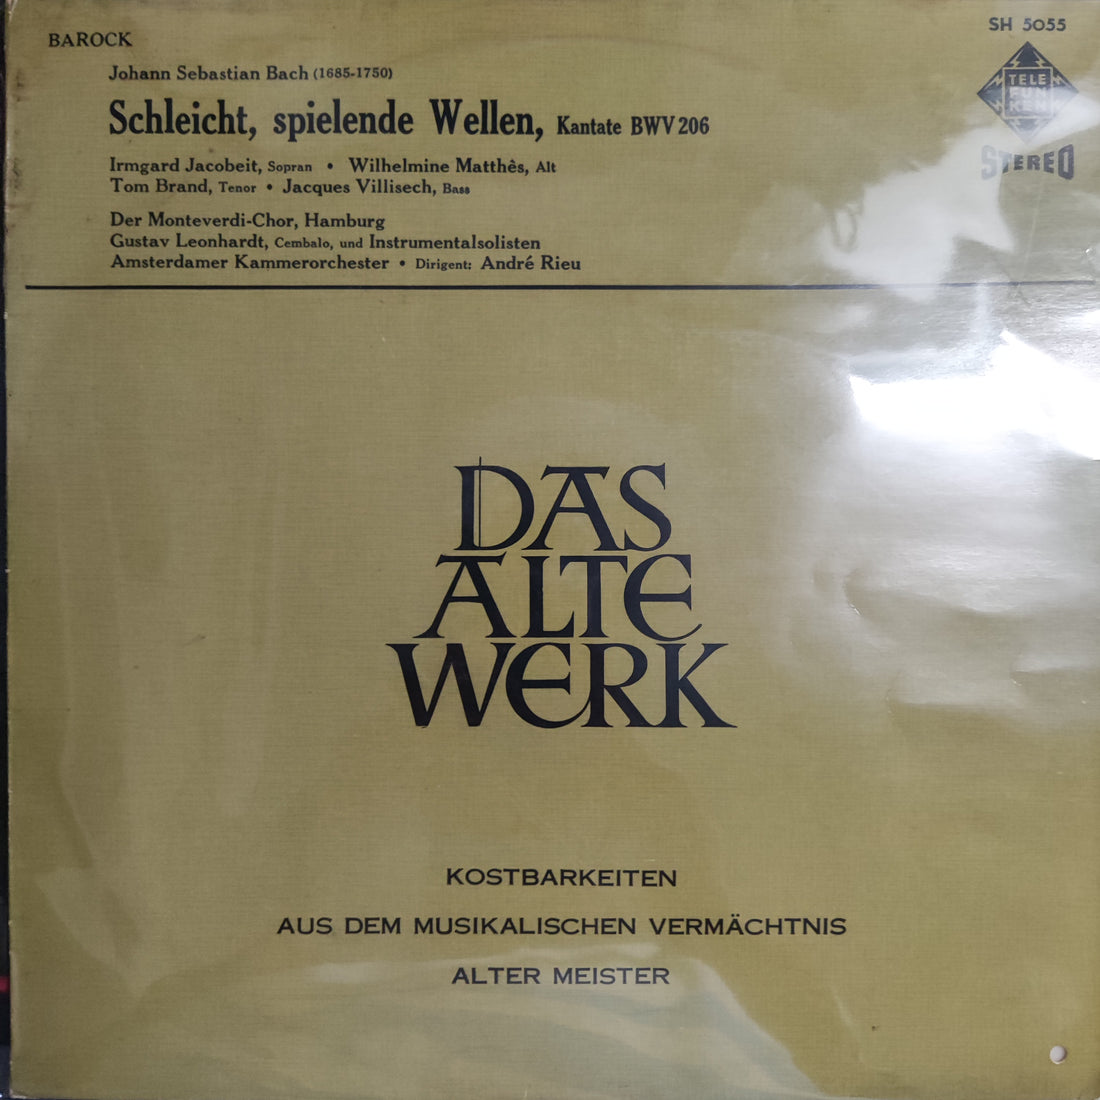 BAROCK
SH 5055
Johann Sebastian Bach (1685-1750)
TELE
FUN
KEN
Schleicht, spielende Wellen, Kantate BWV 206
STEREO
Irmgard Jacobeit, Sopran • Wilhelmine Matthès, Alt
Tom Brand, Tenor • Jacques Villisech, Bass
Der Monteverdi-Chor, Hamburg
Gustav Leonhardt, Cembalo, und Instrumentalsolisten
Amsterdamer Kammerorchester • Dirigent: André Rieu
DAS
ALTE
WERK
KOSTBARKEITEN
AUS DEM MUSIKALISCHEN VERMÄCHTNIS
ALTER MEISTER